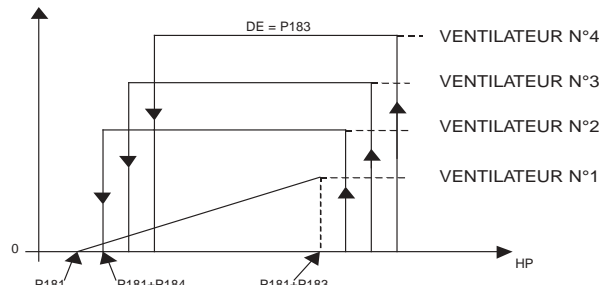 DE = P183
VENTILATEUR N°4
VENTILATEUR N°3
VENTILATEUR N°2
VENTILATEUR N°1
0
HP
P181 P181+P184 P181+P183